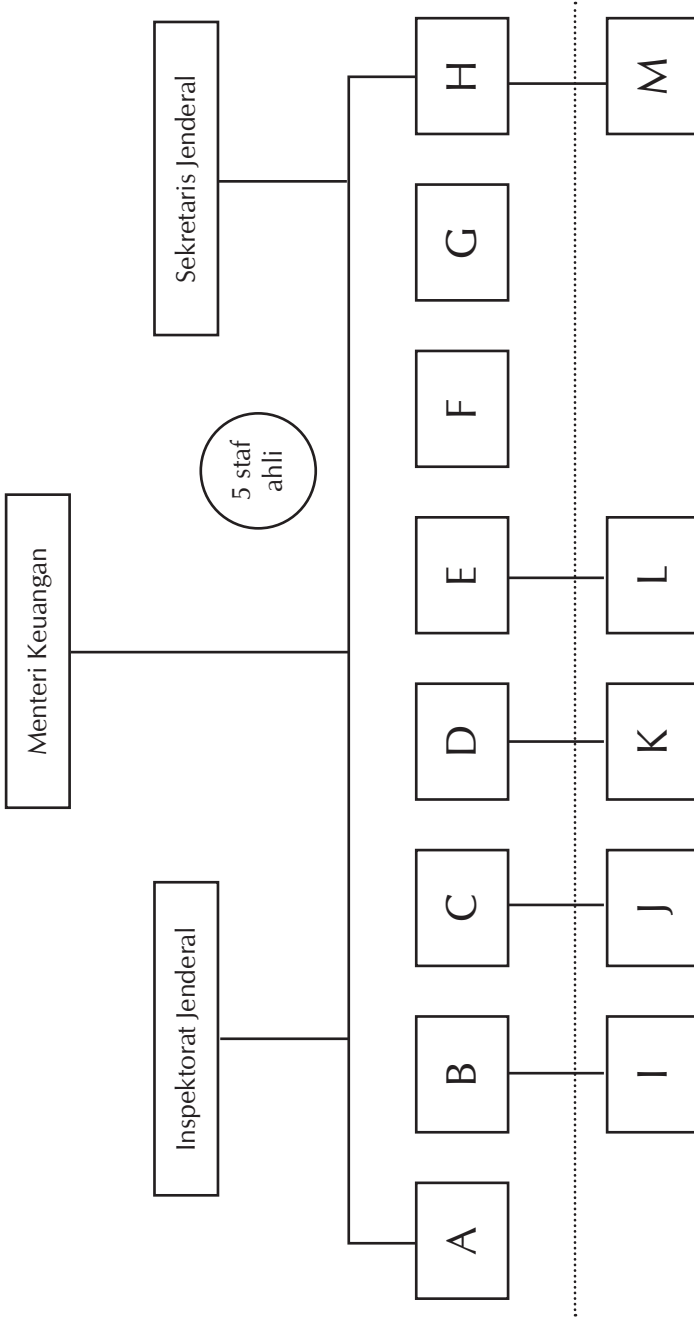 Menteri Keuangan
Inspektorat Jenderal
Sekretaris Jenderal
5 staf
ahli
A
B
C
D
E
F
G
H
I
J
K
L
M